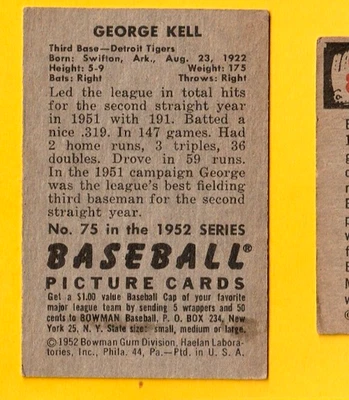 GEORGE KELL
Third Base—Detroit Tigers
Born: Swifton, Ark., Aug. 23, 1922
Height: 5-9 Weight: 175
Bats: Right Throws: Right
Led the league in total hits
for the second straight year
in 1951 with 191. Batted a
nice .319. In 147 games. Had
2 home runs, 3 triples, 36
doubles. Drove in 59 runs.
In the 1951 campaign George
was the league's best fielding
third baseman for the second
straight year.
No. 75 in the 1952 SERIES
BASEBALL®
PICTURE CARDS
Get a $1.00 value Baseball Cap of your favorite
major league team by sending 5 wrappers and 50
cents to BOWMAN Baseball, P. O. BOX 234, New
York 25, N. Y. State size: small, medium or large.
©1952 Bowman Gum Division, Haelan Labora-
tories, Inc., Phila. 44, Pa.—Ptd. in U. S. A.